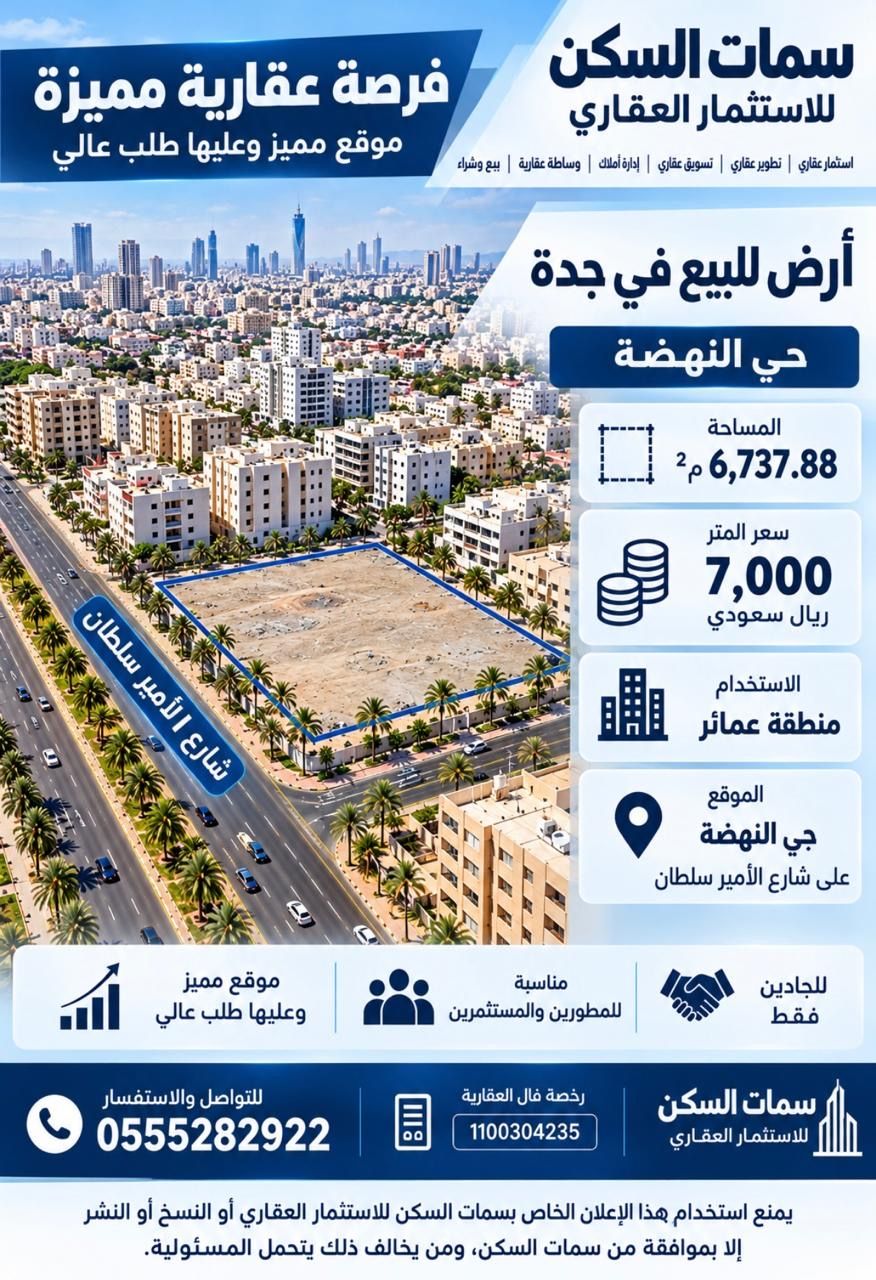 سمات السكن
للاستثمار العقاري
استثمار عقاري | تطوير عقاري | تسويق عقاري | إدارة أملاك | وساطة عقارية | بيع وشراء
فرصة عقارية مميزة
موقع مميز وعليها طلب عالي
أرض للبيع في جدة
حي النهضة
المساحة
6,737.88 م²
سعر المتر
7,000
ريال سعودي
الاستخدام
منطقة عمائر
الموقع
جي النهضة
على شارع الأمير سلطان
شارع الأمير سلطان
للجادين
فقط
مناسبة
للمطورين والمستثمرين
موقع مميز
وعليها طلب عالي
سمات السكن
للاستثمار العقاري
رخصة فال العقارية
1100304235
للتواصل والاستفسار
0555282922
يمنع استخدام هذا الإعلان الخاص بسمات السكن للاستثمار العقاري أو النسخ أو النشر
إلا بموافقة من سمات السكن، ومن يخالف ذلك يتحمل المسئولية.